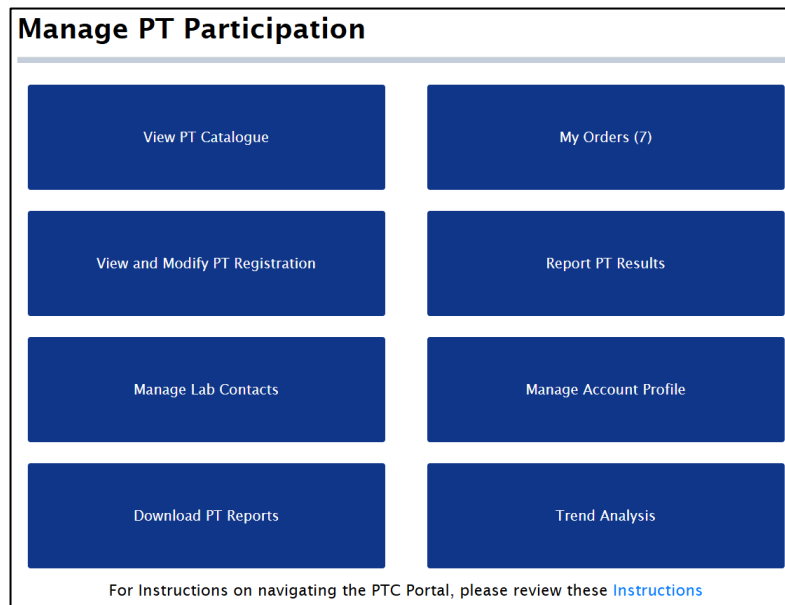 Manage PT Participation
View PT Catalogue
My Orders (7)
View and Modify PT Registration
Report PT Results
Manage Lab Contacts
Manage Account Profile
Download PT Reports
Trend Analysis
For Instructions on navigating the PTC Portal, please review these Instructions